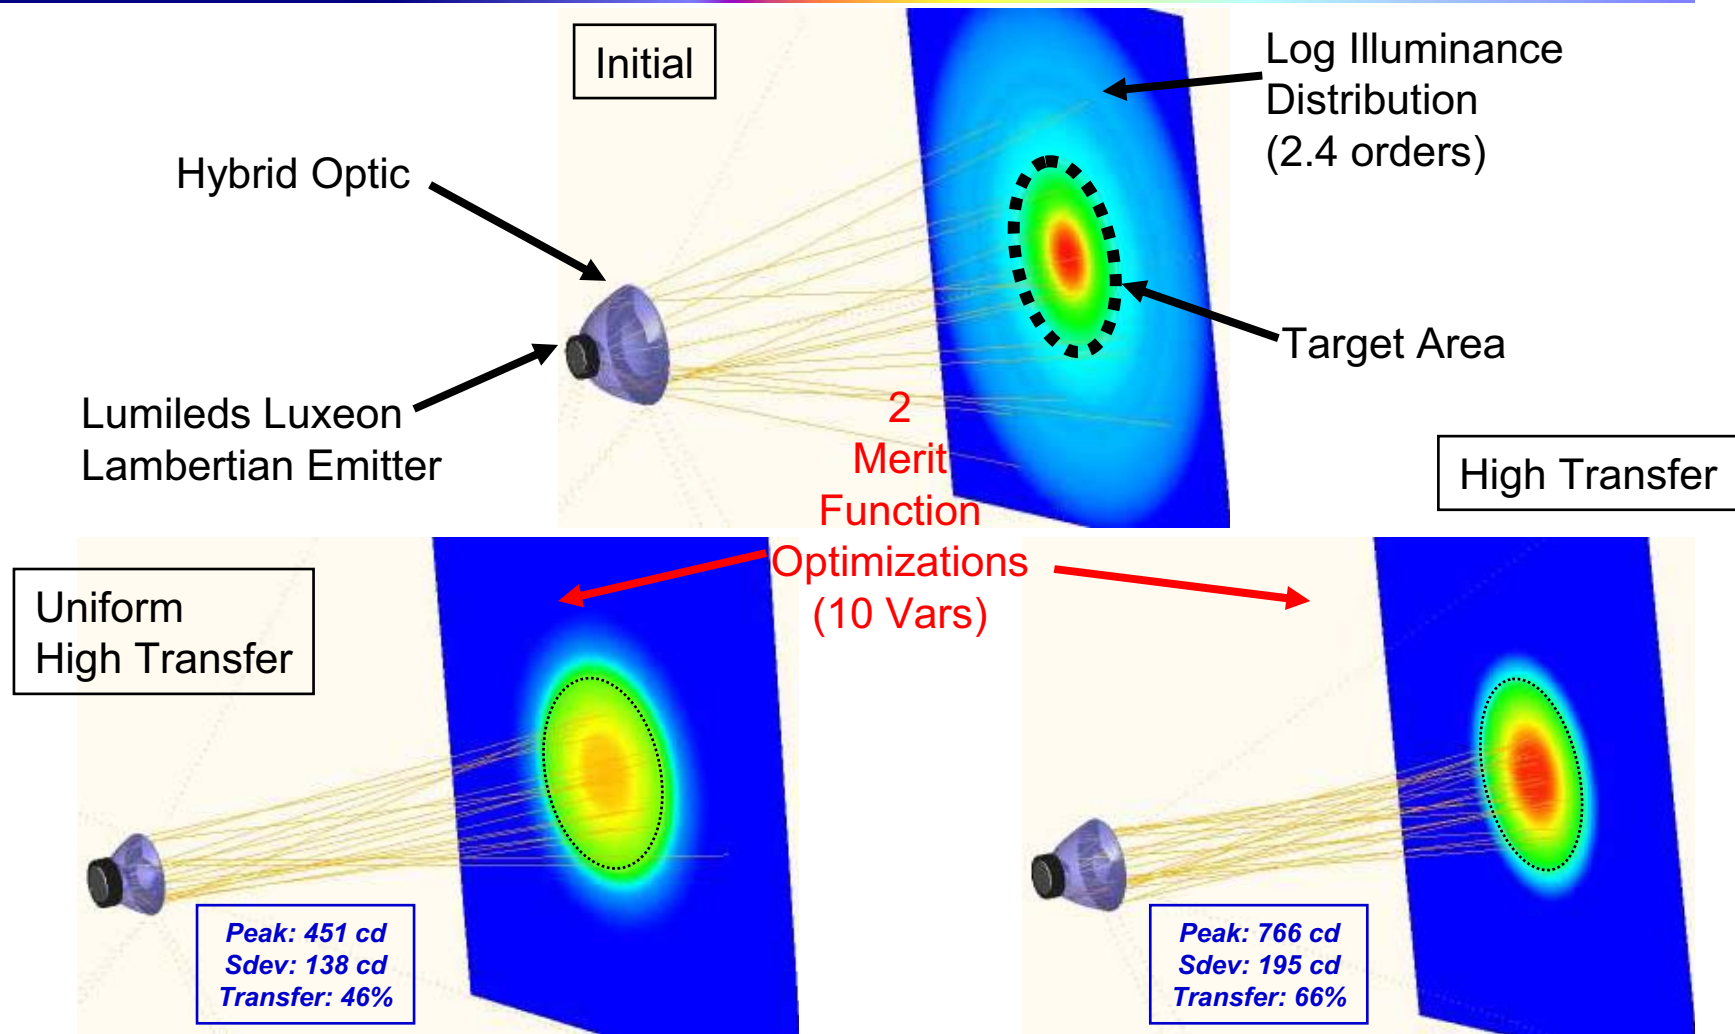 Initial
Log Illuminance
Distribution
(2.4 orders)
Hybrid Optic
Target Area
Lumileds Luxeon
Lambertian Emitter
2
Merit
Function
Optimizations
(10 Vars)
High Transfer
Uniform
High Transfer
Peak: 451 cd
Sdev: 138 cd
Transfer: 46%
Peak: 766 cd
Sdev: 195 cd
Transfer: 66%